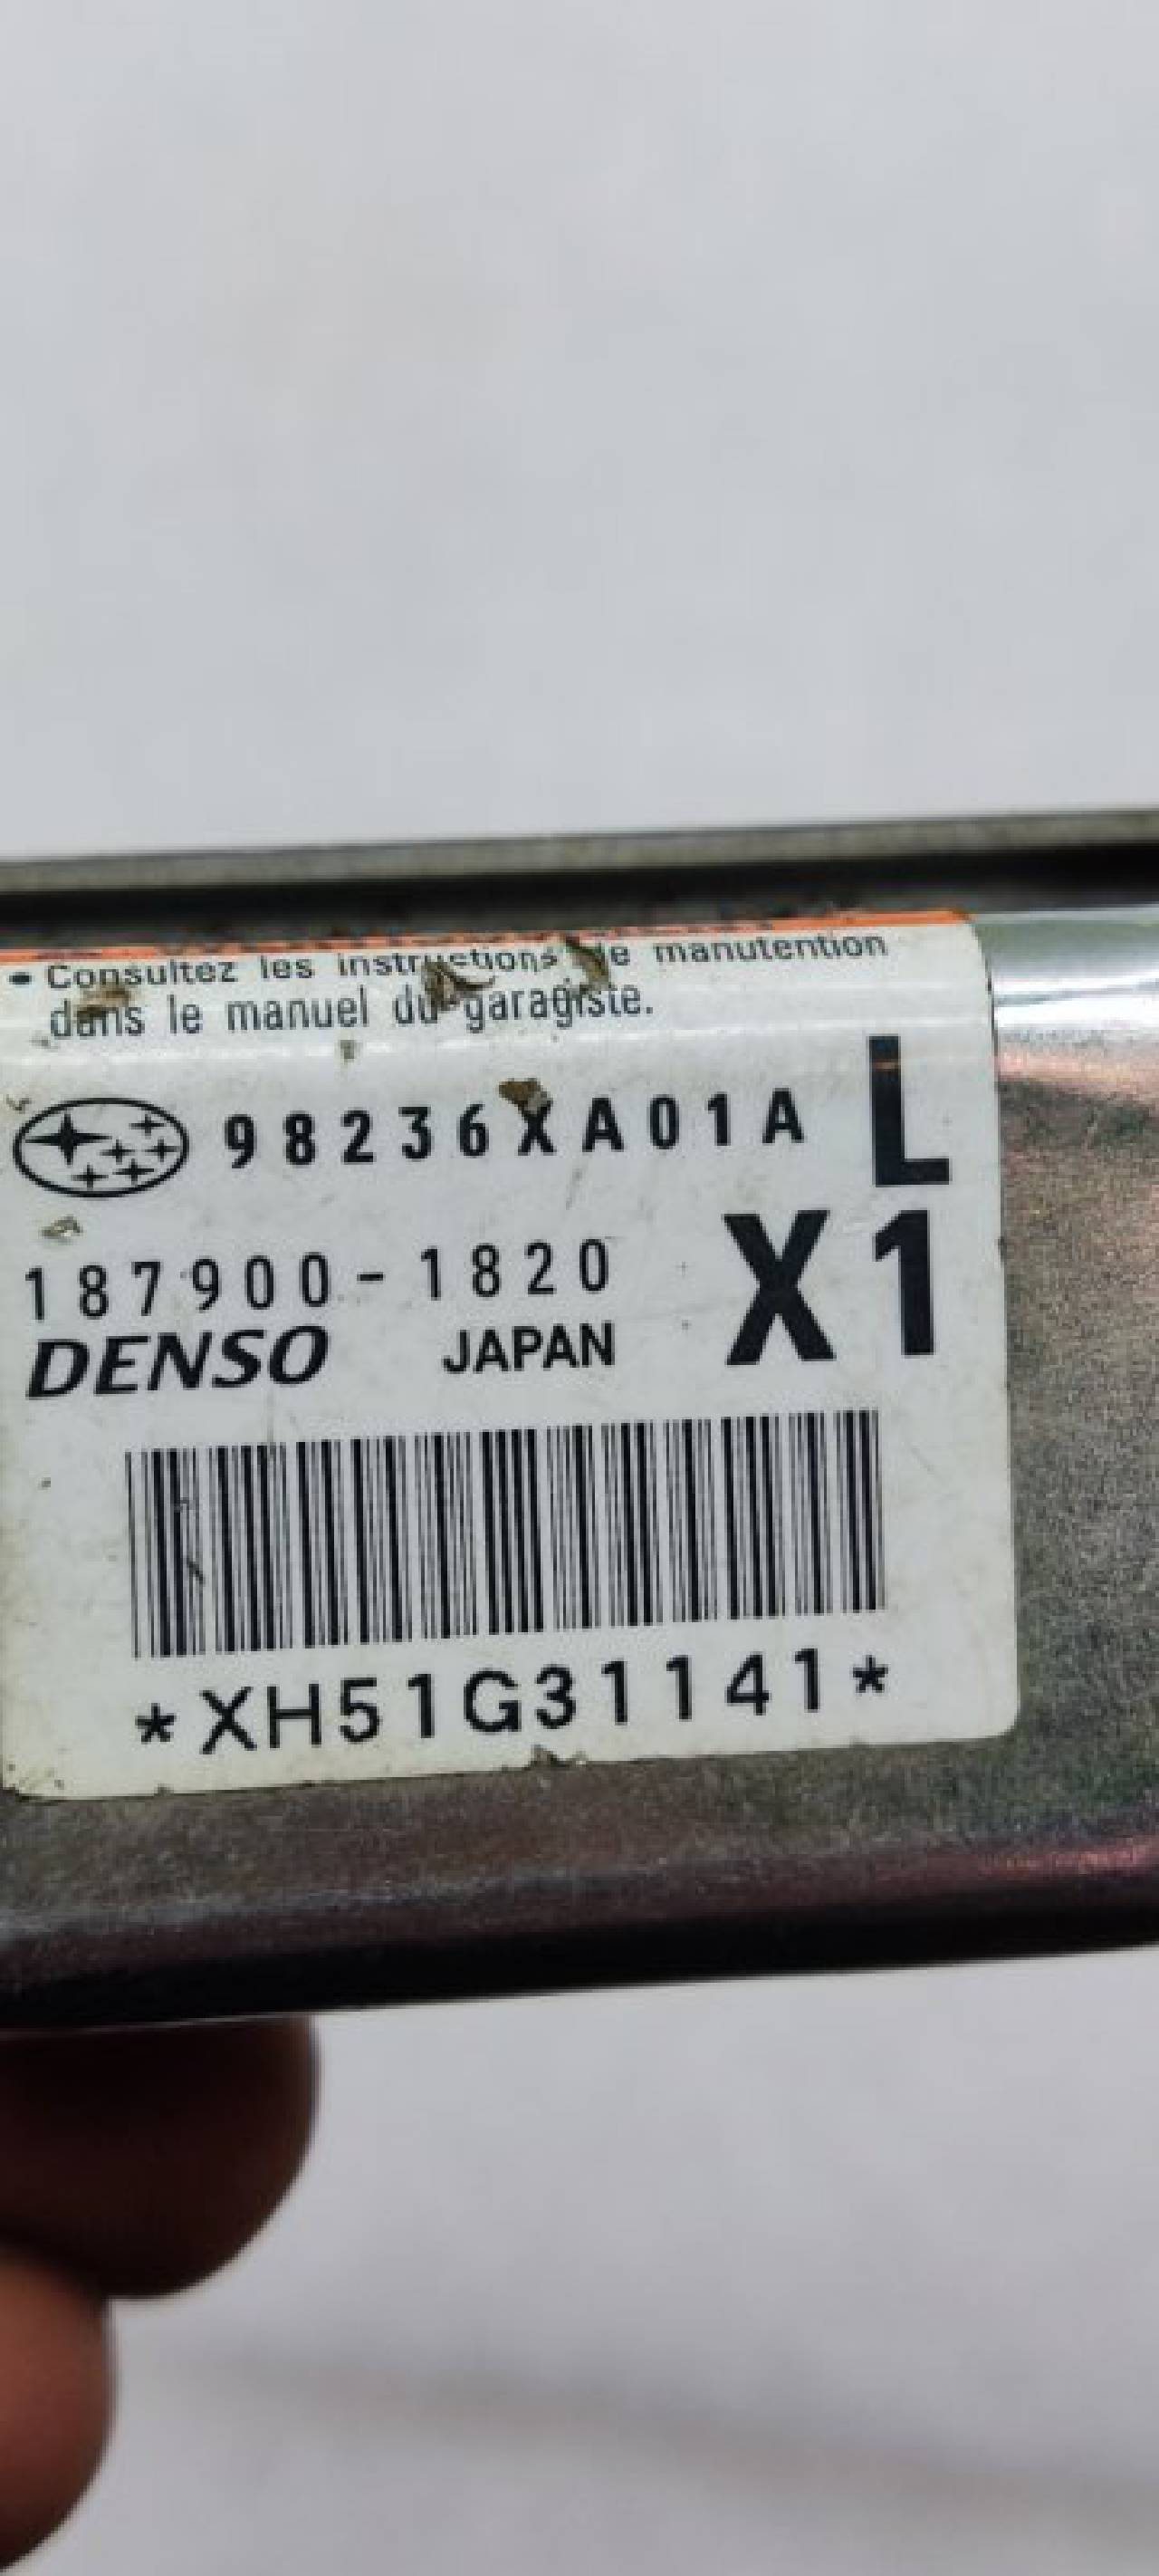 • Consultez les instructions de manutention
dans le manuel du garagiste.
98236XA01A L
187900-1820 X1
DENSO JAPAN
*XH51G31141*